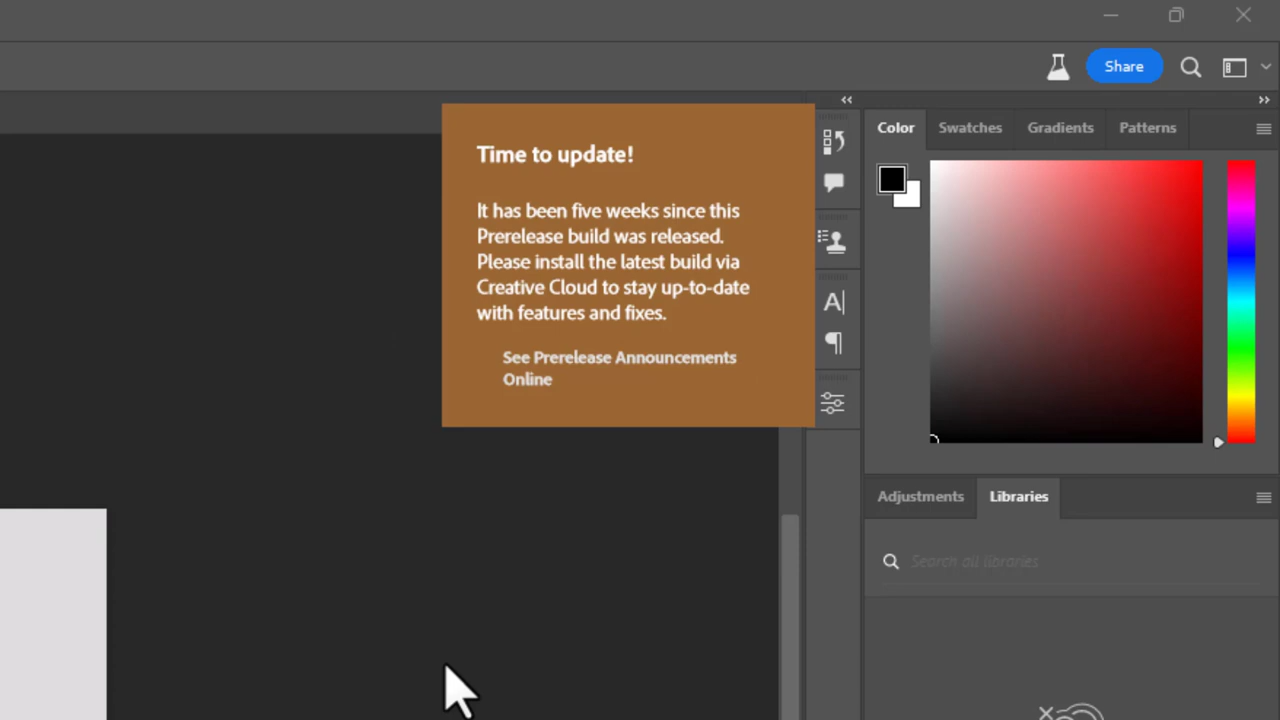 Share
Color
Swatches
Gradients
Patterns
Time to update!
It has been five weeks since this
Prerelease build was released.
Please install the latest build via
Creative Cloud to stay up-to-date
with features and fixes.
See Prerelease Announcements
Online
Adjustments
Libraries
Search all libraries